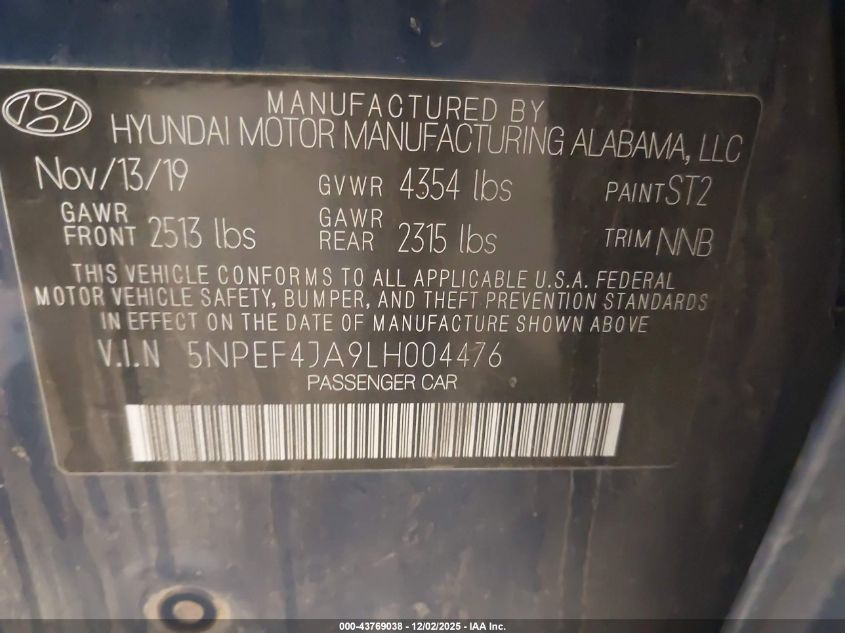 MANUFACTURED BY
HYUNDAI MOTOR MANUFACTURING ALABAMA, LLC
Nov/13/19 GVWR 4354 lbs PAINT ST2
GAWR FRONT 2513 lbs GAWR REAR 2315 lbs TRIM NNB
THIS VEHICLE CONFORMS TO ALL APPLICABLE U.S.A. FEDERAL
MOTOR VEHICLE SAFETY, BUMPER, AND THEFT PREVENTION STANDARDS
IN EFFECT ON THE DATE OF MANUFACTURE SHOWN ABOVE
V.I.N 5NPEF4JA9LH004476
PASSENGER CAR
000-43769038 - 12/02/2025 - IAA Inc.